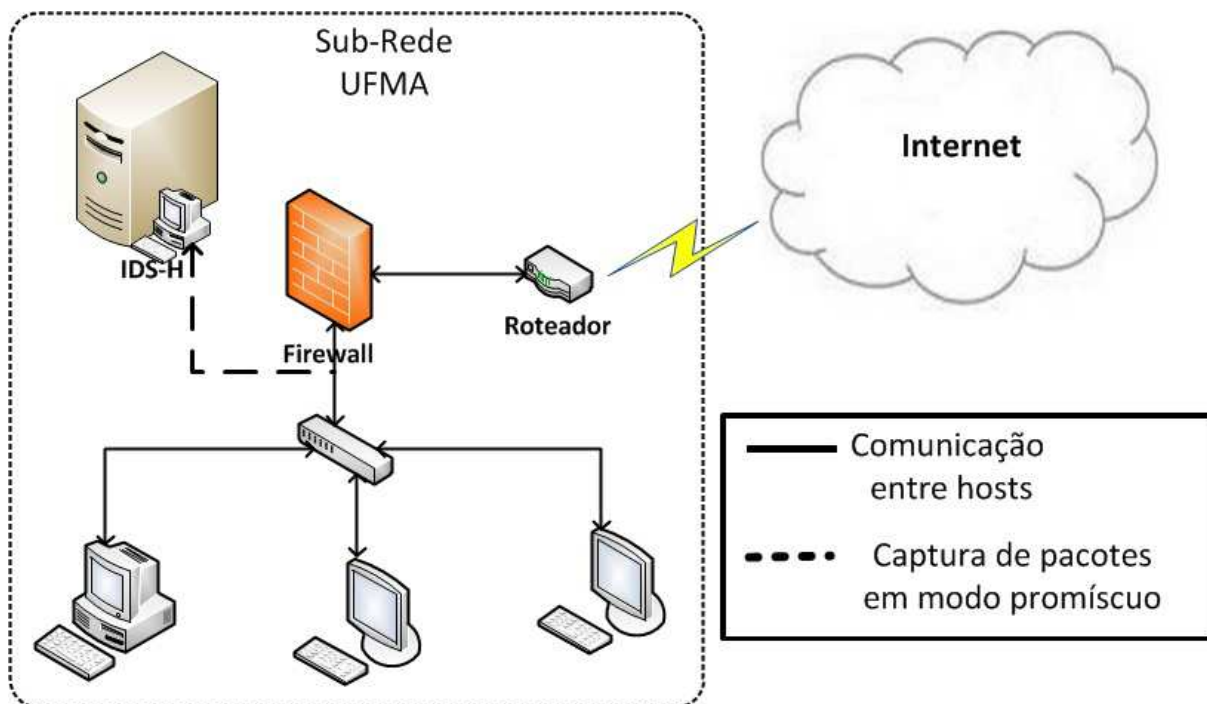 Sub-Rede
UFMA
Internet
IDS-H
Roteador
Firewall
Comunicação
entre hosts
Captura de pacotes
em modo promíscuo